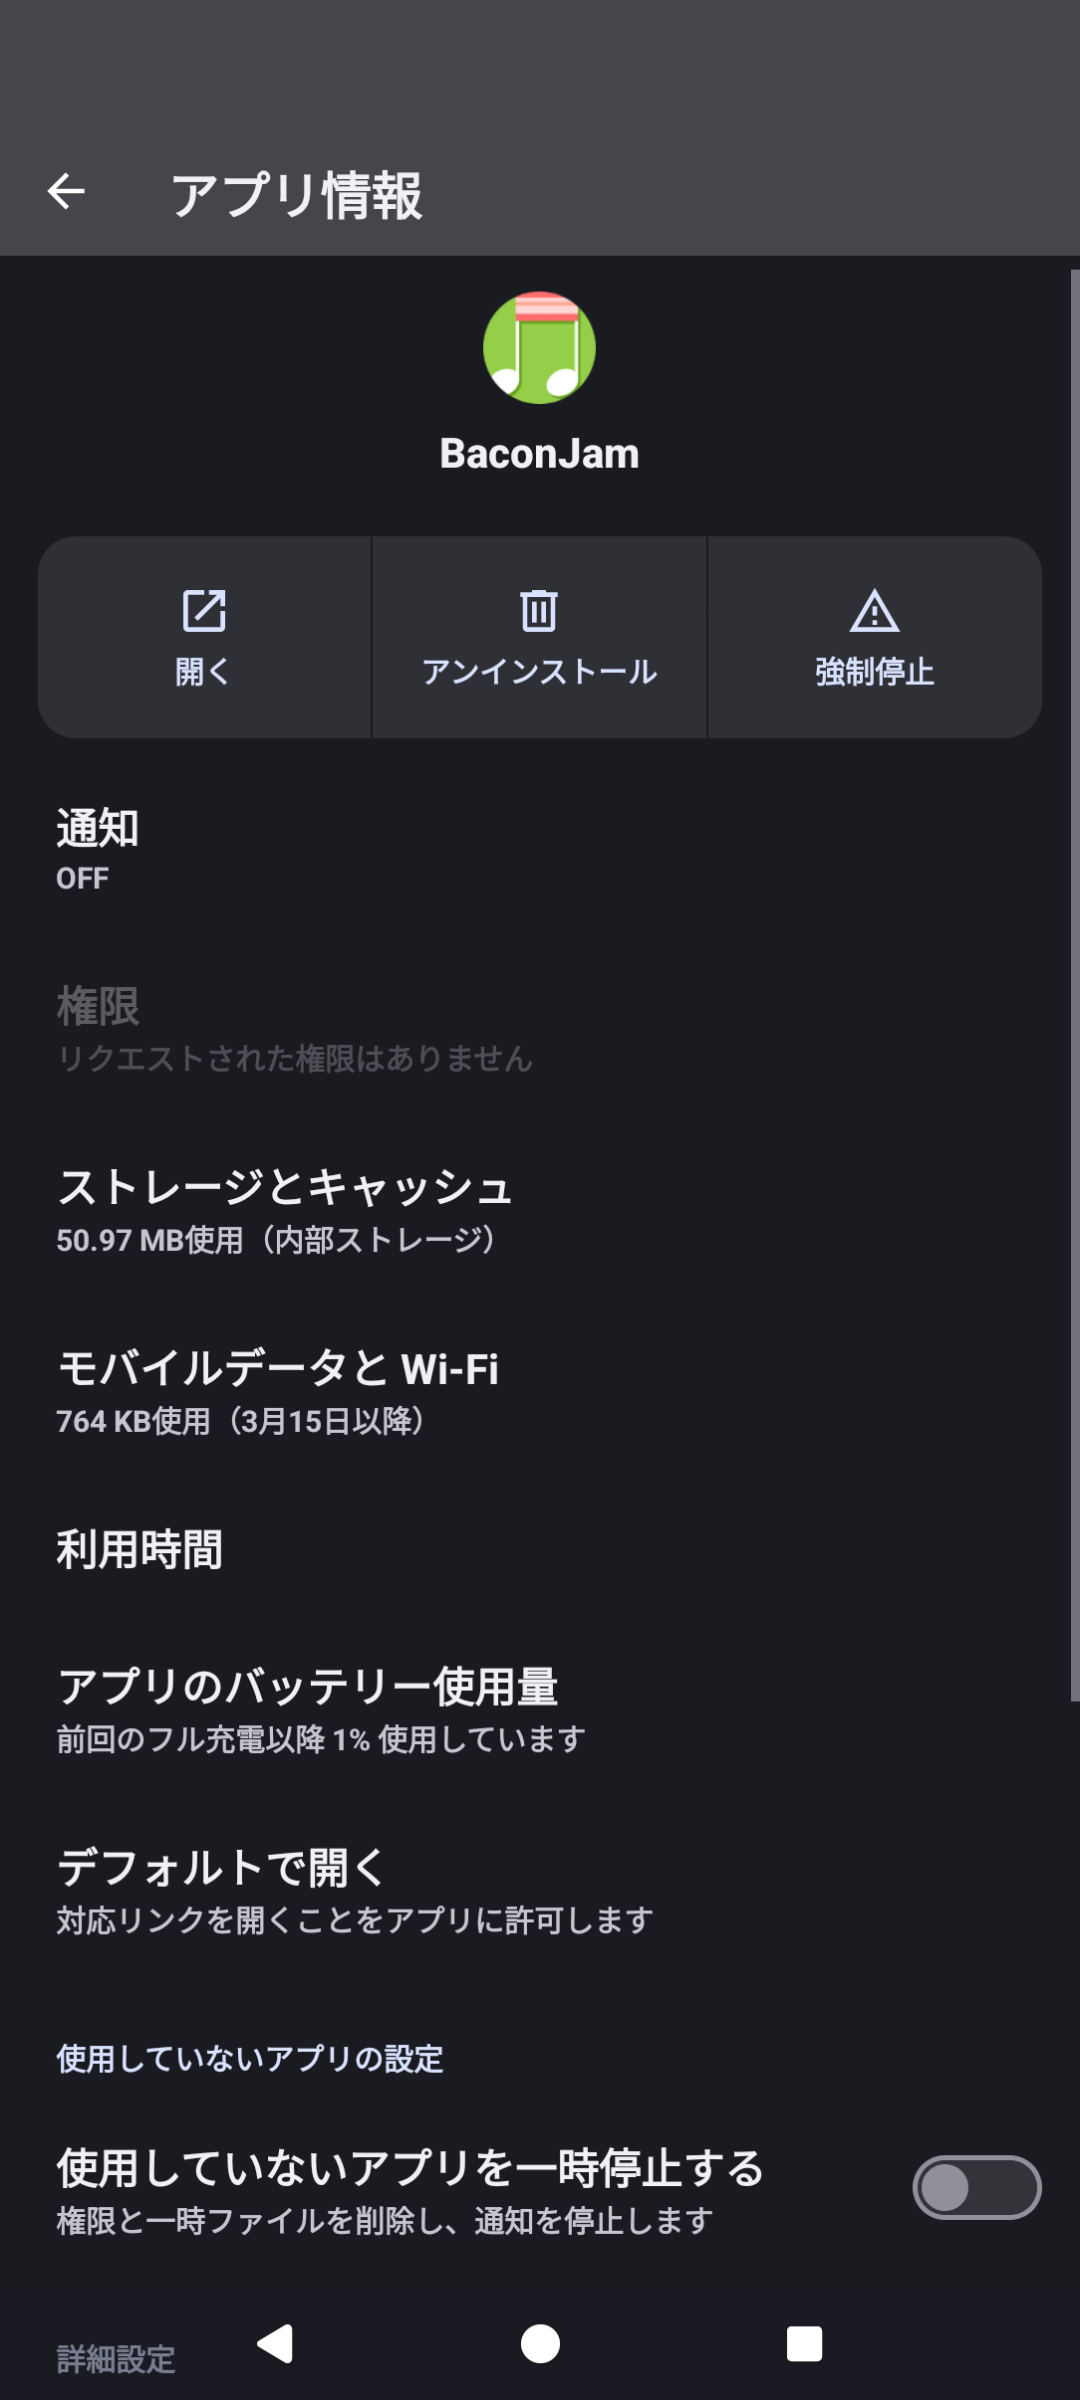 アプリ情報
BaconJam
開く
アンインストール
強制停止
通知
OFF
権限
リクエストされた権限はありません
ストレージとキャッシュ
50.97 MB使用（内部ストレージ）
モバイルデータと Wi-Fi
764 KB使用（3月15日以降）
利用時間
アプリのバッテリー使用量
前回のフル充電以降 1% 使用しています
デフォルトで開く
対応リンクを開くことをアプリに許可します
使用していないアプリの設定
使用していないアプリを一時停止する
権限と一時ファイルを削除し、通知を停止します
詳細設定